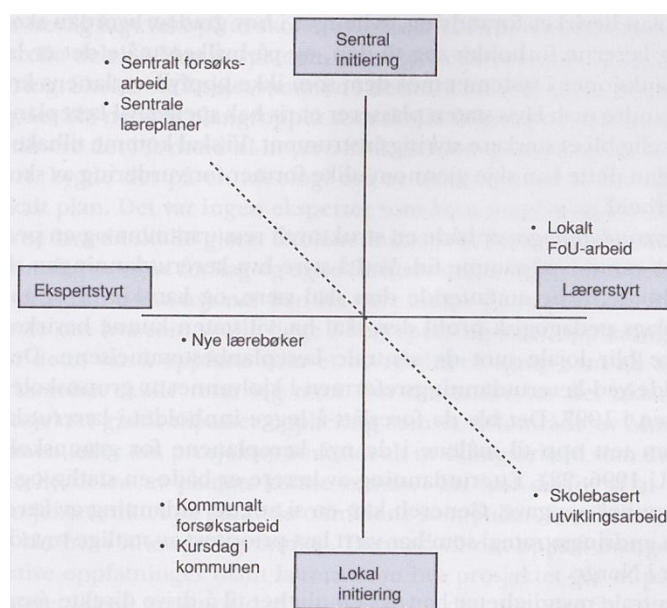 Sentral
initiering
• Sentralt forsøks-
arbeid
• Sentrale
læreplaner
• Lokalt
FoU-arbeid
Ekspertstyrt
Lærerstyrt
• Nye lærebøker
• Kommunalt
forsøksarbeid
• Kursdag i
kommunen
• Skolebasert
utviklingsarbeid
Lokal
initiering